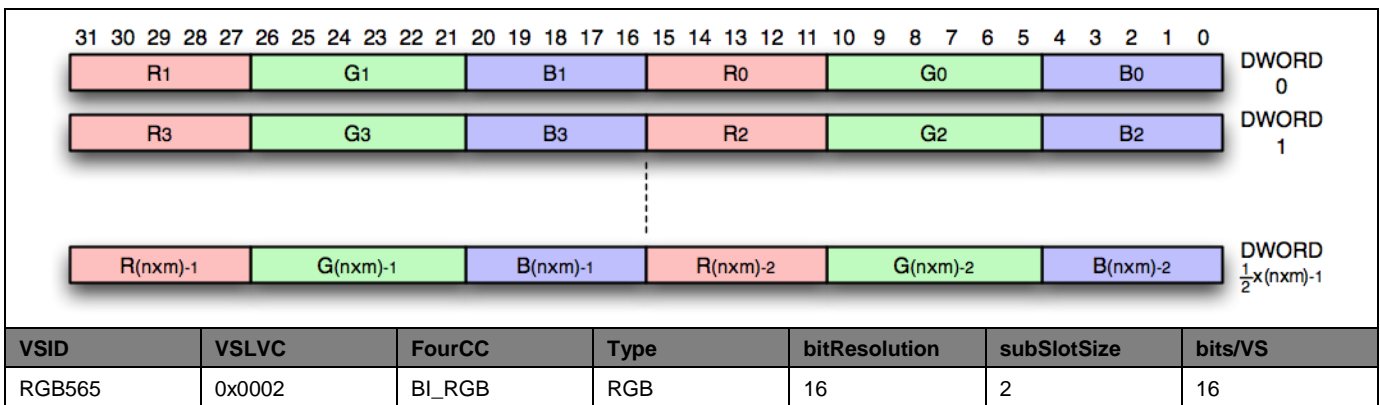 31 30 29 28 27 26 25 24 23 22 21 20 19 18 17 16 15 14 13 12 11 10 9 8 7 6 5 4 3 2 1 0
R1 G1 B1 R0 G0 B0 DWORD 0
R3 G3 B3 R2 G2 B2 DWORD 1
R(nxm)-1 G(nxm)-1 B(nxm)-1 R(nxm)-2 G(nxm)-2 B(nxm)-2 DWORD ½x(nxm)-1
VSID VSLVC FourCC Type bitResolution subSlotSize bits/VS
RGB565 0x0002 BI_RGB RGB 16 2 16